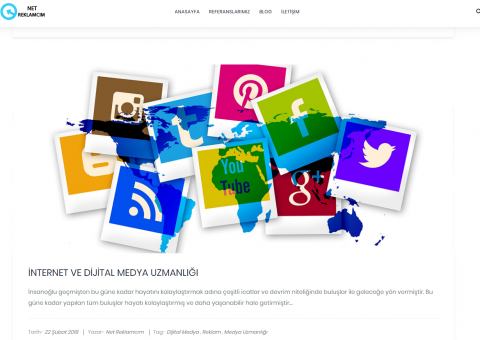 NET
REKLAMCIM
ANASAYFA REFERANSLARIMIZ BLOG İLETİŞİM
You
Tube
g+
İNTERNET VE DİJİTAL MEDYA UZMANLIĞI
İnsanoğlu geçmişten bu güne kadar hayatını kolaylaştırmak adına çeşitli icatlar ve devrim niteliğinde buluşlar ile geleceğe yön vermiştir. Bu
güne kadar yapılan tüm buluşlar hayatı kolaylaştırmış ve daha yaşanabilir hale getirmiştir...
Tarih- 22 Şubat 2018 | Yazar- Net Reklamcım | Tag- Dijital Medya, Reklam, Medya Uzmanlığı